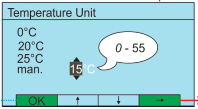 Temperature Unit
0°C
20°C
25°C
man.
15°C
0 - 55
OK ↑ ↓ →